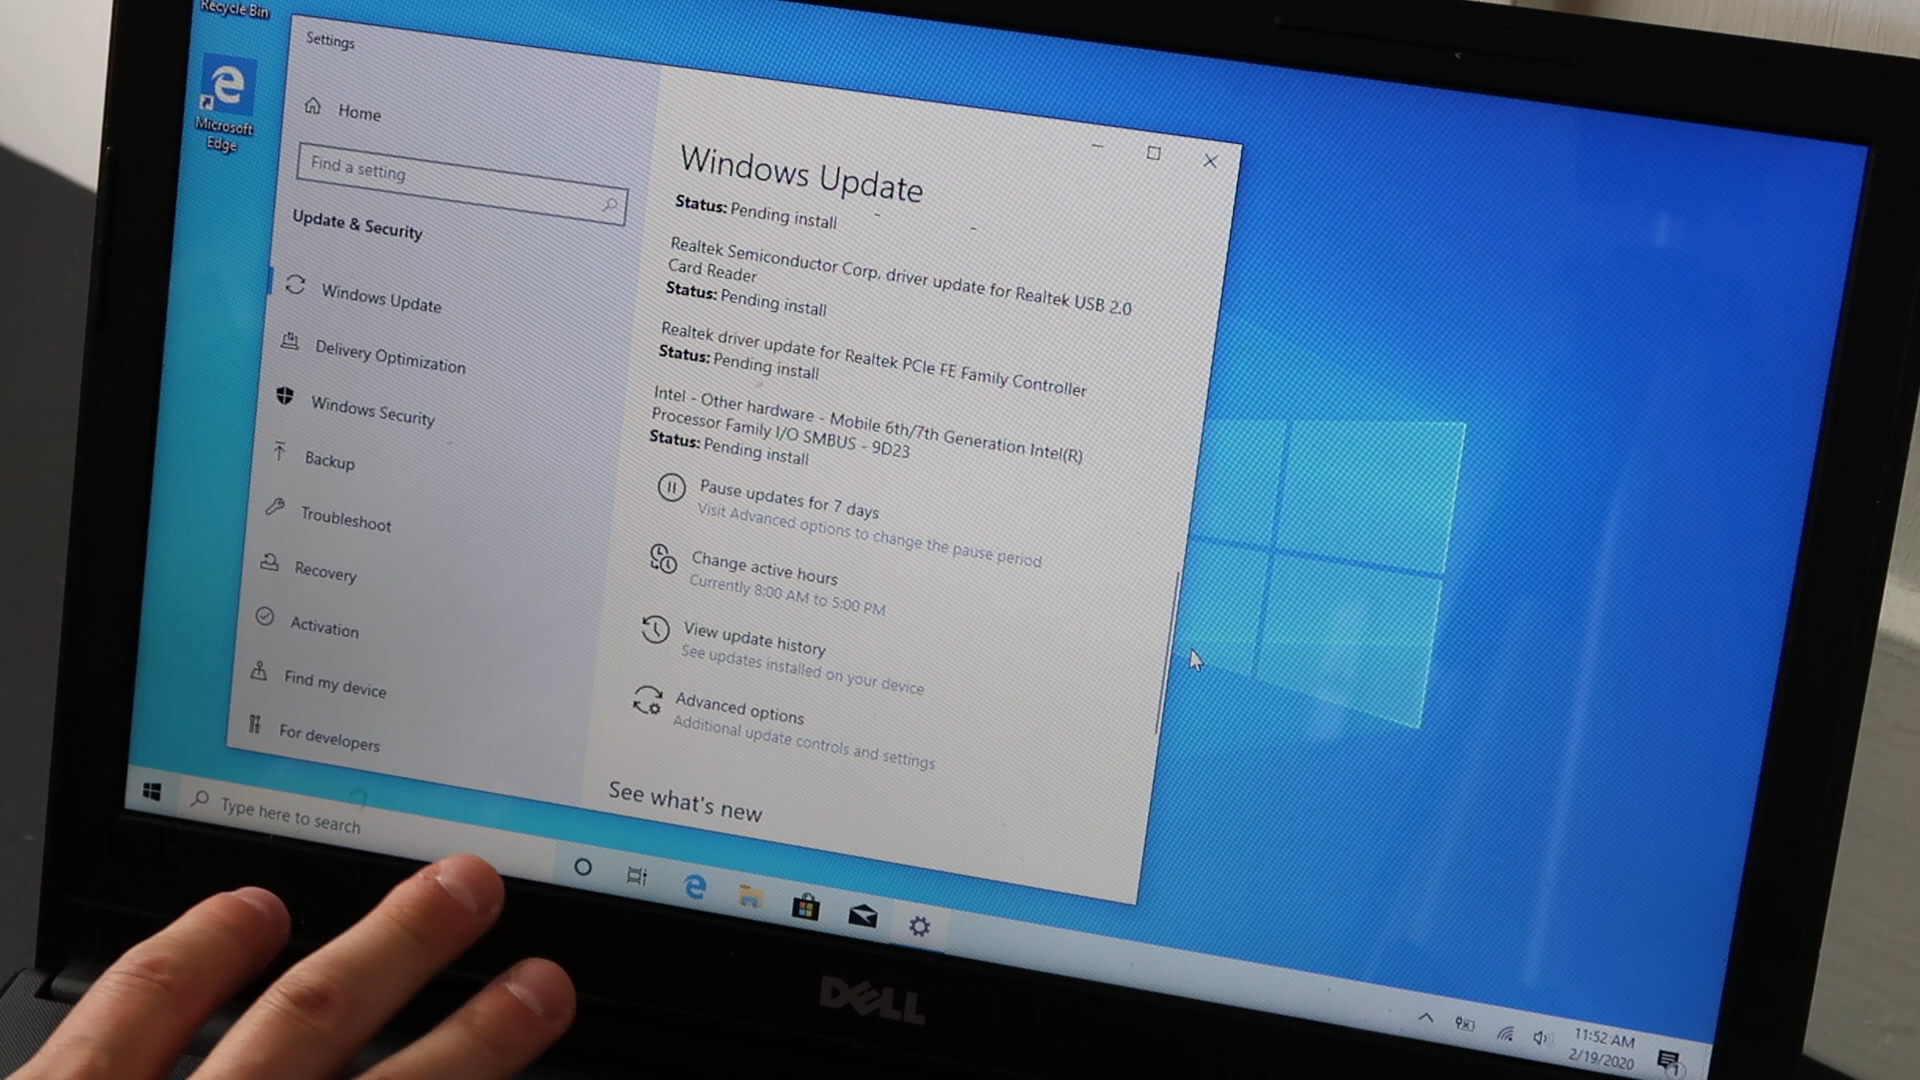 Recycle Bin
Microsoft
Edge
Settings
Home
Find a setting
Update & Security
Windows Update
Delivery Optimization
Windows Security
Backup
Troubleshoot
Recovery
Activation
Find my device
For developers
Windows Update
Status: Pending install
Realtek Semiconductor Corp. driver update for Realtek USB 2.0
Card Reader
Status: Pending install
Realtek driver update for Realtek PCIe FE Family Controller
Status: Pending install
Intel - Other hardware - Mobile 6th/7th Generation Intel(R)
Processor Family I/O SMBUS - 9D23
Status: Pending install
Pause updates for 7 days
Visit Advanced options to change the pause period
Change active hours
Currently 8:00 AM to 5:00 PM
View update history
See updates installed on your device
Advanced options
Additional update controls and settings
See what's new
Type here to search
11:52 AM
2/19/2020
1
DELL